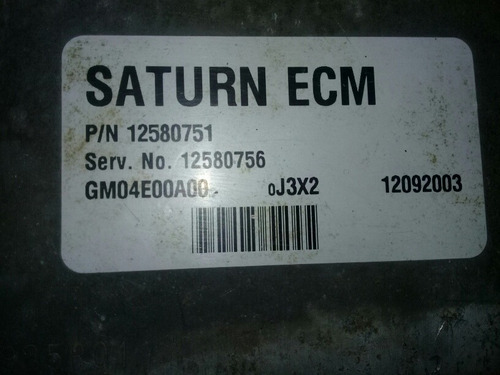 SATURN ECM
P/N 12580751
Serv. No. 12580756
GM04E00A00 0J3X2 12092003